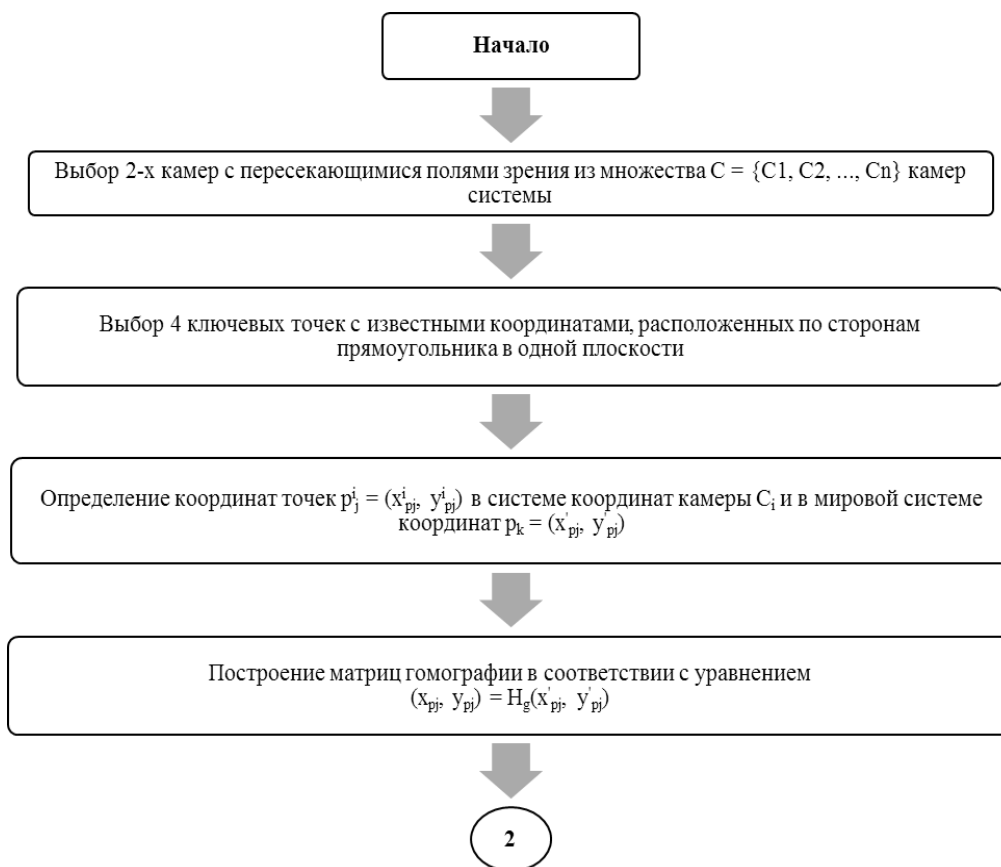 Начало
Выбор 2-х камер с пересекающимися полями зрения из множества C = {C1, C2, ..., Cn} камер
системы
Выбор 4 ключевых точек с известными координатами, расположенных по сторонам
прямоугольника в одной плоскости
Определение координат точек pⁱⱼ = (xⁱₚⱼ, yⁱₚⱼ) в системе координат камеры Cᵢ и в мировой системе
координат pₖ = (x'ₚⱼ, y'ₚⱼ)
Построение матриц гомографии в соответствии с уравнением
(xₚⱼ, yₚⱼ) = H_g(x'ₚⱼ, y'ₚⱼ)
2